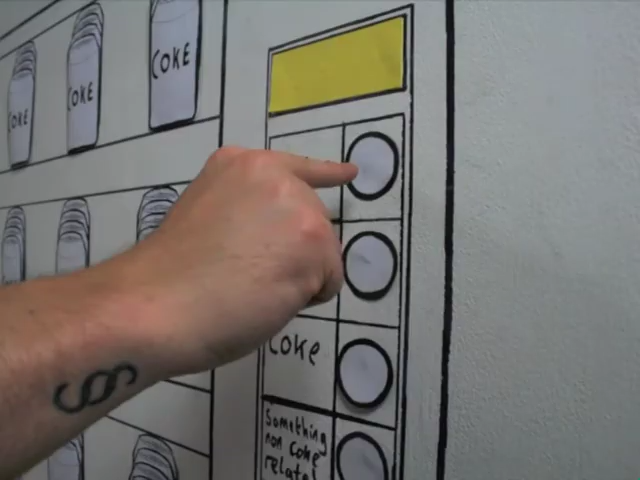 COKE COKE COKE
COKE
Something
non Coke
related
§